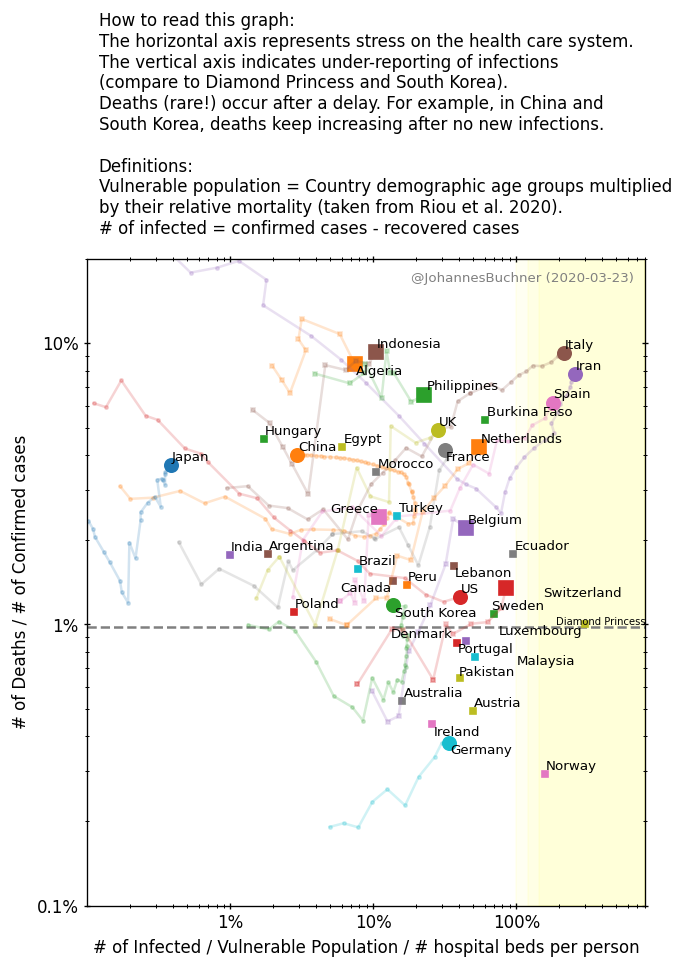 How to read this graph:
The horizontal axis represents stress on the health care system.
The vertical axis indicates under-reporting of infections
(compare to Diamond Princess and South Korea).
Deaths (rare!) occur after a delay. For example, in China and
South Korea, deaths keep increasing after no new infections.
Definitions:
Vulnerable population = Country demographic age groups multiplied
by their relative mortality (taken from Riou et al. 2020).
# of infected = confirmed cases - recovered cases
@JohannesBuchner (2020-03-23)
10%
1%
0.1%
# of Deaths / # of Confirmed cases
Indonesia
Italy
Algeria
Iran
Philippines
Spain
Burkina Faso
UK
Hungary
China
Egypt
Netherlands
Japan
Morocco
France
Greece
Turkey
Belgium
India
Argentina
Ecuador
Brazil
Lebanon
Canada
Peru
US
Switzerland
Poland
South Korea
Sweden
Diamond Princess
Denmark
Luxembourg
Portugal
Malaysia
Pakistan
Australia
Austria
Ireland
Germany
Norway
1%
10%
100%
# of Infected / Vulnerable Population / # hospital beds per person